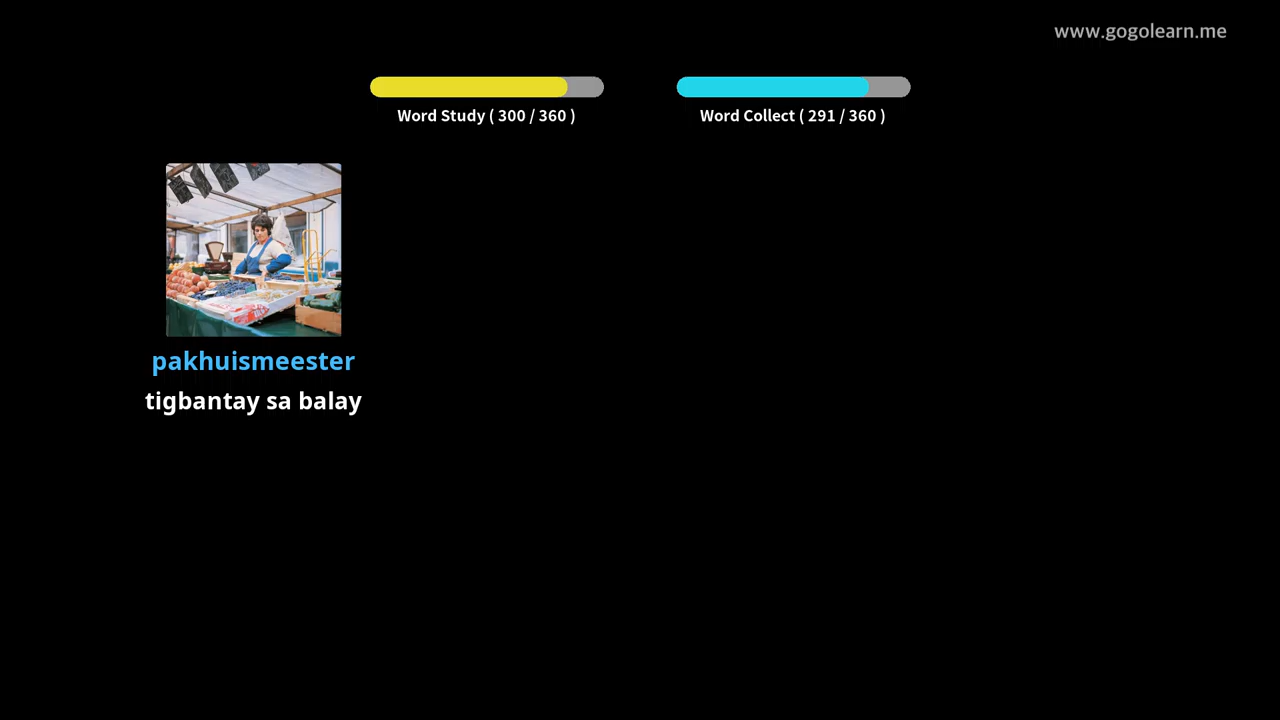 www.gogolearn.me
Word Study ( 300 / 360 )
Word Collect ( 291 / 360 )
pakhuismeester
tigbantay sa balay